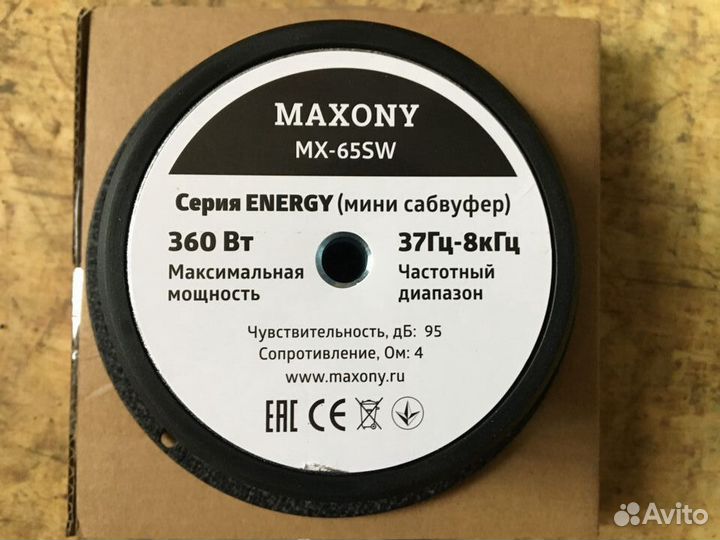 MAXONY
MX-65SW
Серия ENERGY (мини сабвуфер)
360 Вт
Максимальная
мощность
37Гц-8кГц
Частотный
диапазон
Чувствительность, дБ: 95
Сопротивление, Ом: 4
www.maxony.ru
EAC CE
Avito